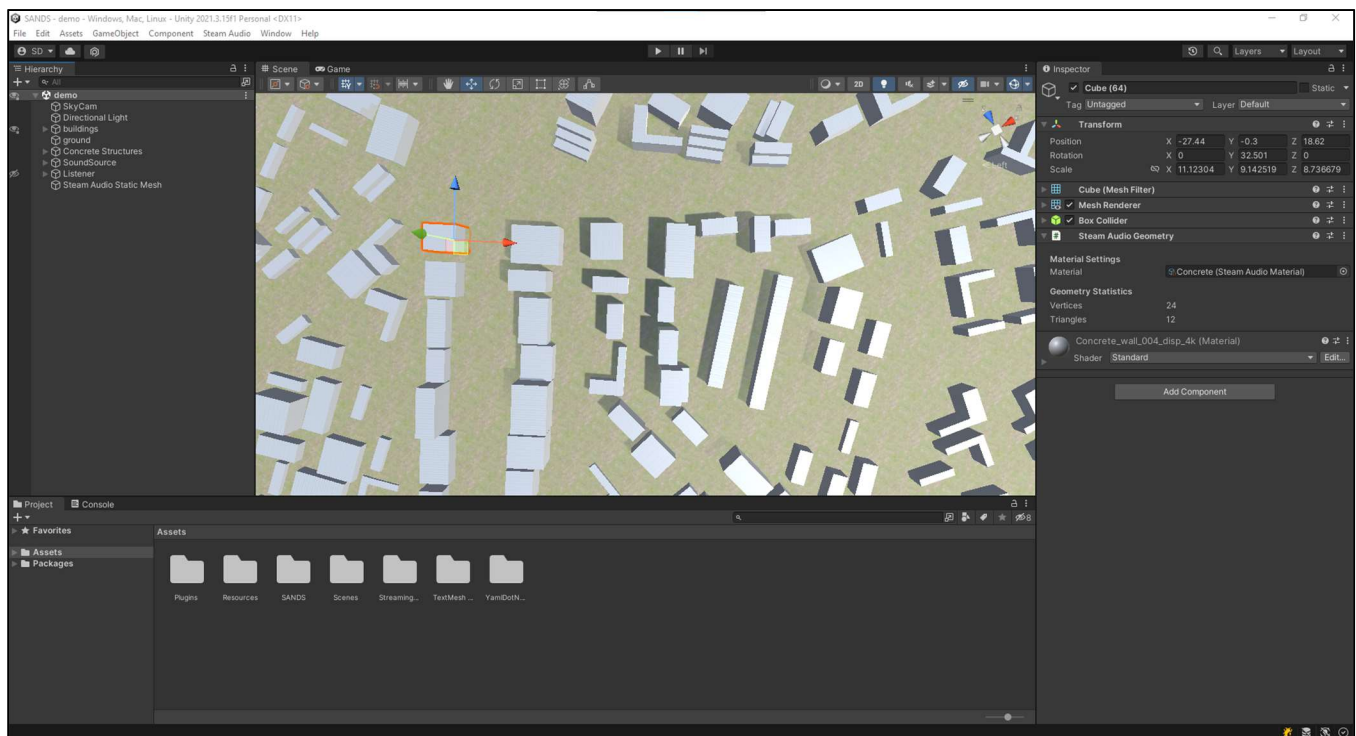 SANDS - demo - Windows, Mac, Linux - Unity 2021.3.15f1 Personal <DX11>
File Edit Assets GameObject Component Steam Audio Window Help
SD
Layers
Layout
Hierarchy
All
demo
SkyCam
Directional Light
buildings
ground
Concrete Structures
SoundSource
Listener
Steam Audio Static Mesh
Scene Game
2D
Left
Inspector
Cube (64) Static
Tag Untagged Layer Default
Transform
Position X -27.44 Y -0.3 Z 18.62
Rotation X 0 Y 32.501 Z 0
Scale X 11.12304 Y 9.142519 Z 8.736679
Cube (Mesh Filter)
Mesh Renderer
Box Collider
Steam Audio Geometry
Material Settings
Material Concrete (Steam Audio Material)
Geometry Statistics
Vertices 24
Triangles 12
Concrete_wall_004_disp_4k (Material)
Shader Standard Edit...
Add Component
Project Console
8
Favorites
Assets
Packages
Assets
Plugins Resources SANDS Scenes Streaming... TextMesh ... YamlDotN...